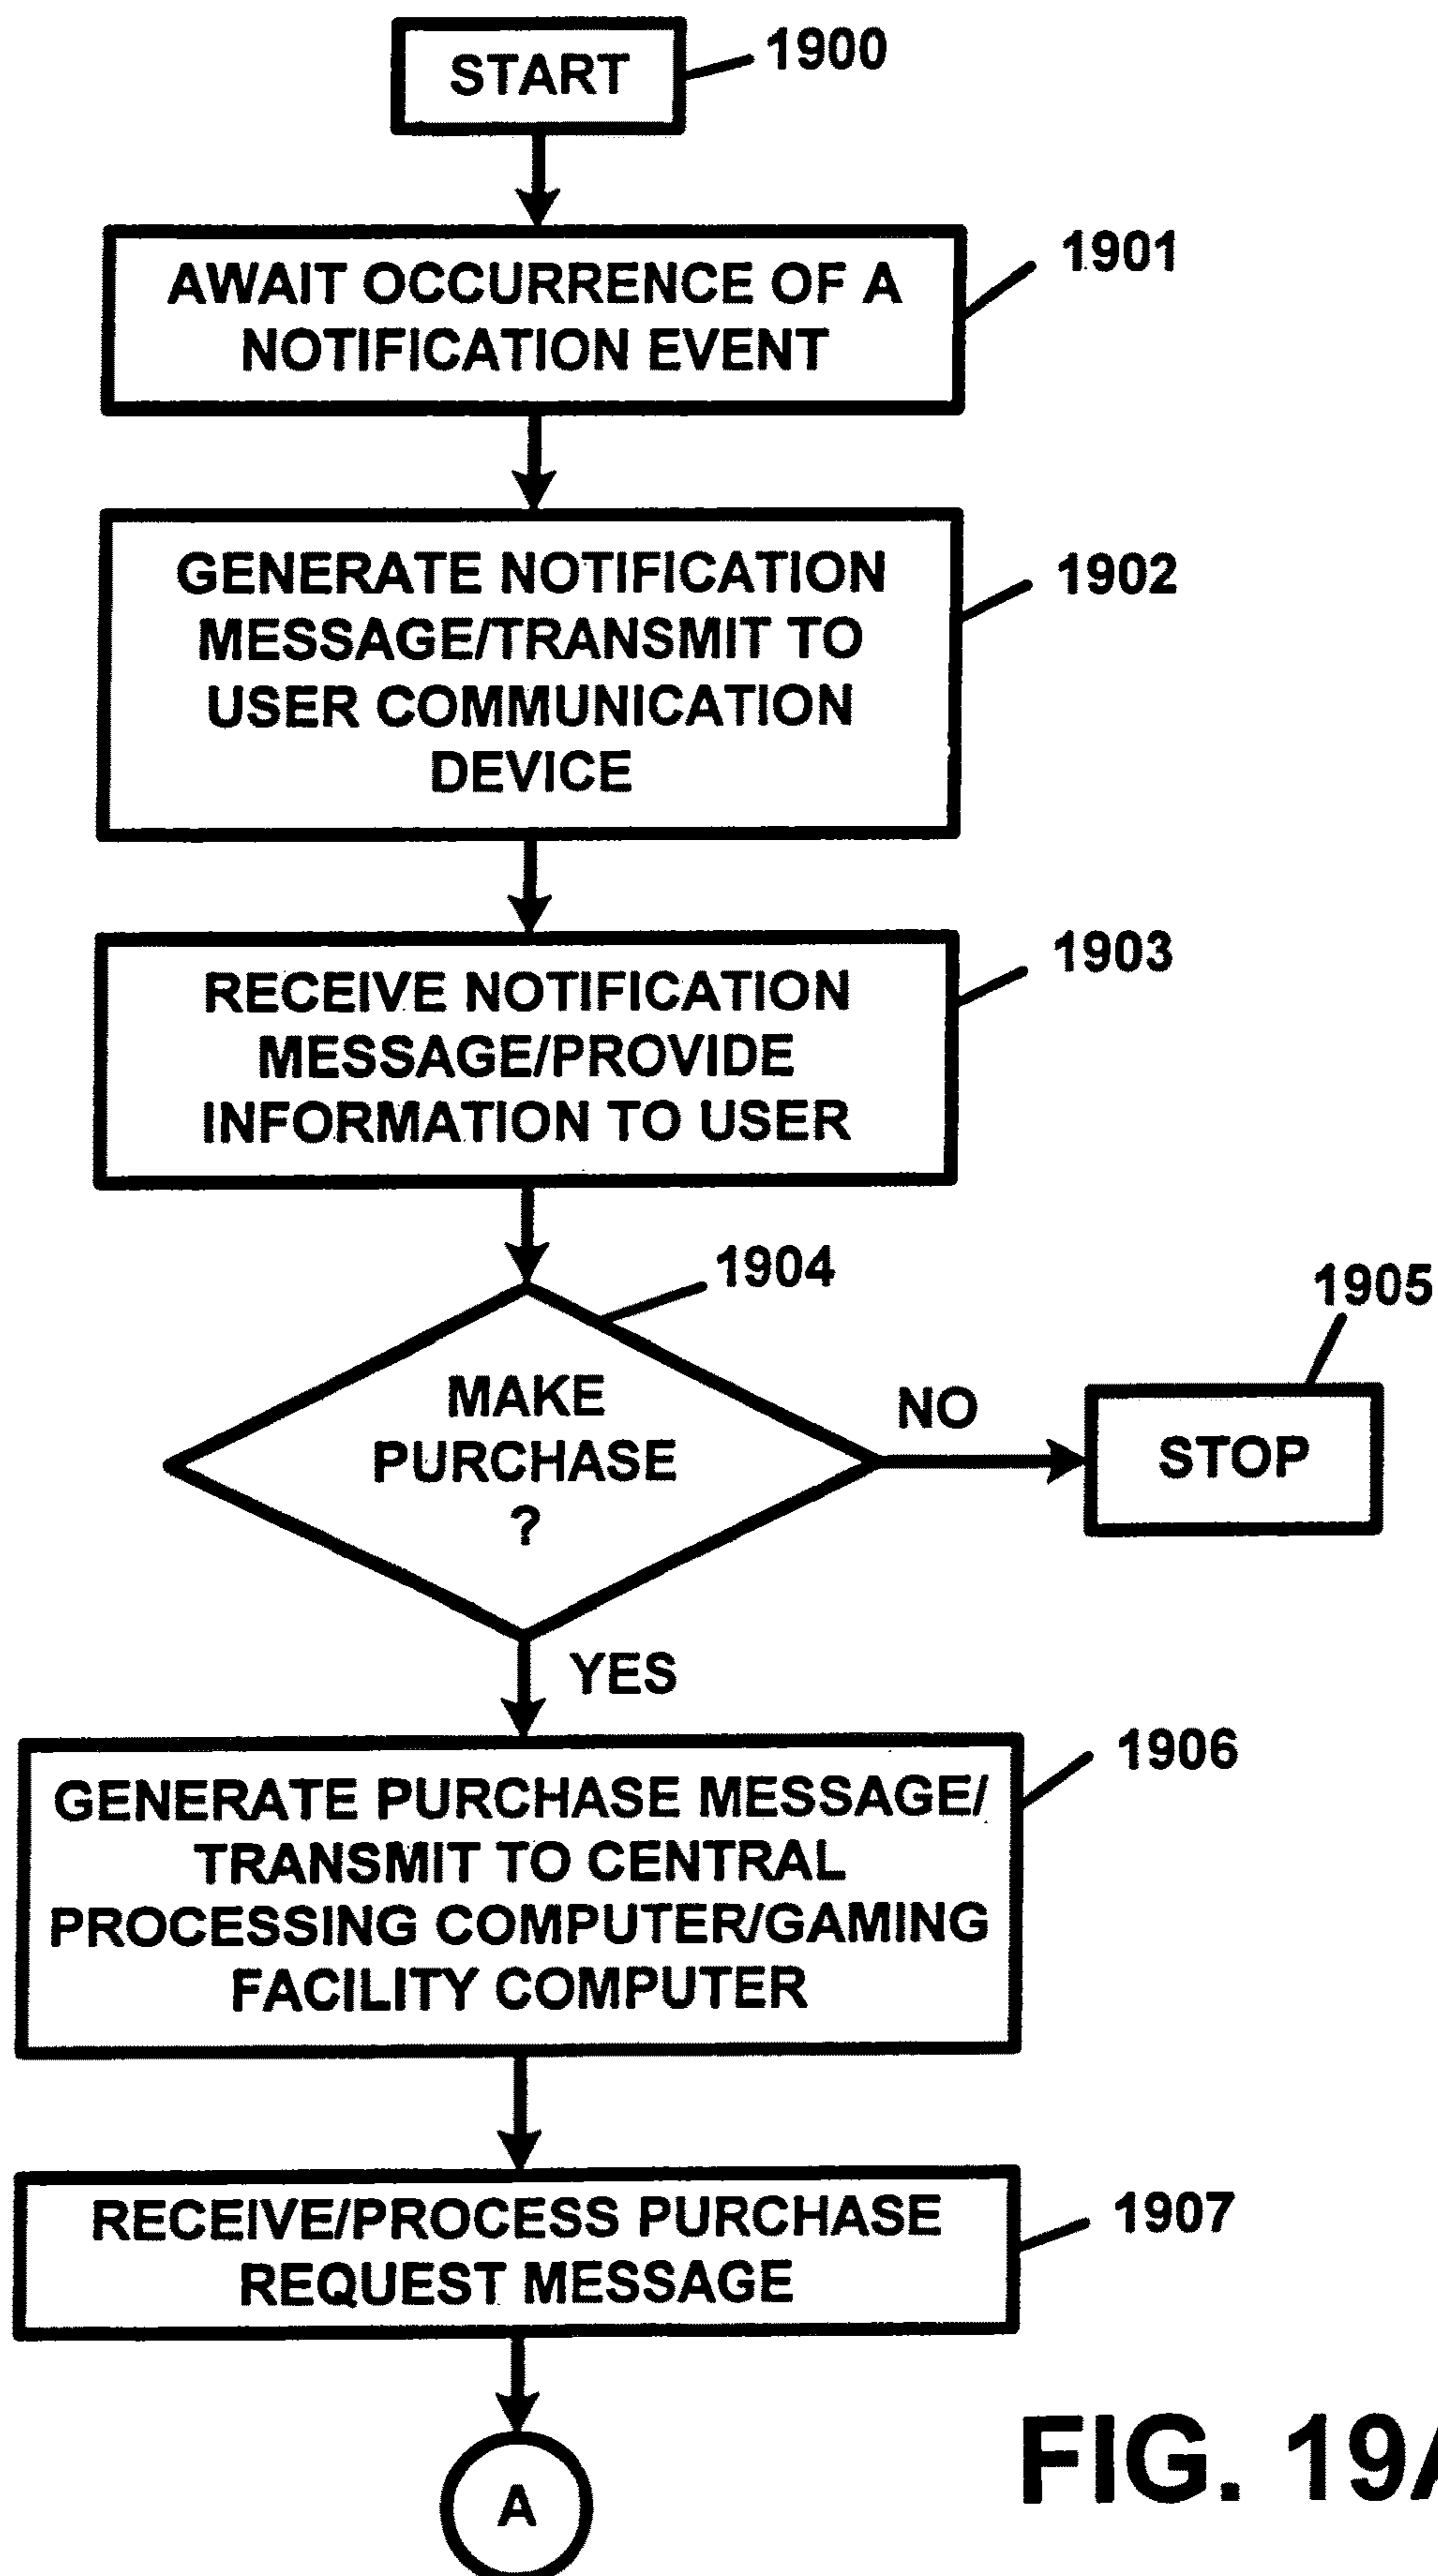 START
1900
AWAIT OCCURRENCE OF A
NOTIFICATION EVENT
1901
GENERATE NOTIFICATION
MESSAGE/TRANSMIT TO
USER COMMUNICATION
DEVICE
1902
RECEIVE NOTIFICATION
MESSAGE/PROVIDE
INFORMATION TO USER
1903
MAKE
PURCHASE
?
1904
NO
STOP
1905
YES
GENERATE PURCHASE MESSAGE/
TRANSMIT TO CENTRAL
PROCESSING COMPUTER/GAMING
FACILITY COMPUTER
1906
RECEIVE/PROCESS PURCHASE
REQUEST MESSAGE
1907
A
FIG. 19A